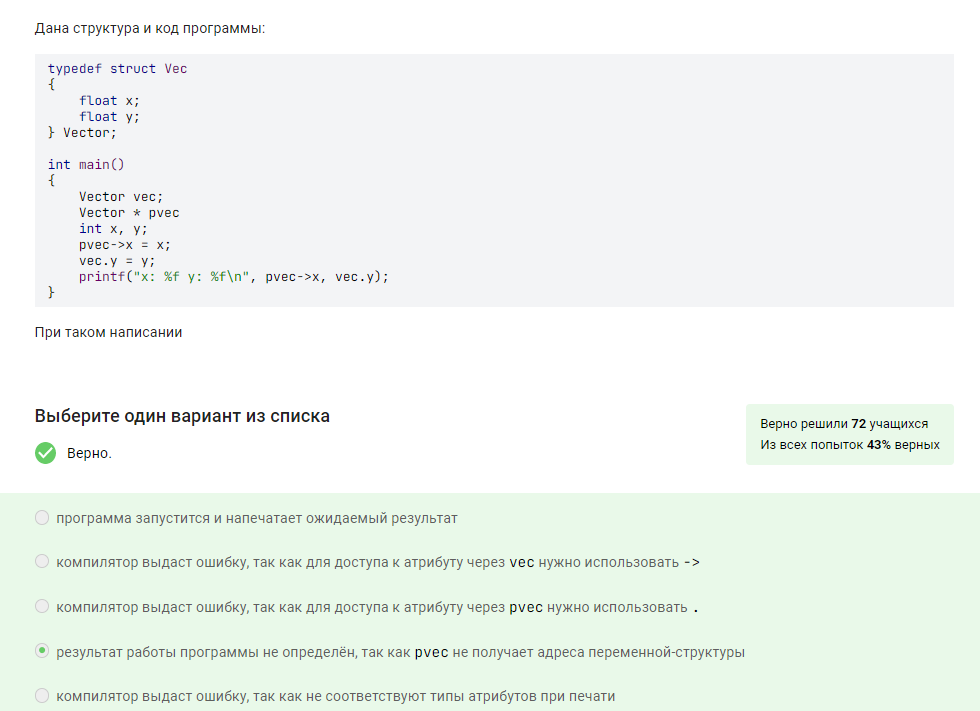 Дана структура и код программы:
typedef struct Vec
{
    float x;
    float y;
} Vector;

int main()
{
    Vector vec;
    Vector * pvec
    int x, y;
    pvec->x = x;
    vec.y = y;
    printf("x: %f y: %f\n", pvec->x, vec.y);
}
При таком написании
Выберите один вариант из списка
Верно.
Верно решили 72 учащихся
Из всех попыток 43% верных
программа запустится и напечатает ожидаемый результат
компилятор выдаст ошибку, так как для доступа к атрибуту через vec нужно использовать ->
компилятор выдаст ошибку, так как для доступа к атрибуту через pvec нужно использовать .
результат работы программы не определён, так как pvec не получает адреса переменной-структуры
компилятор выдаст ошибку, так как не соответствуют типы атрибутов при печати